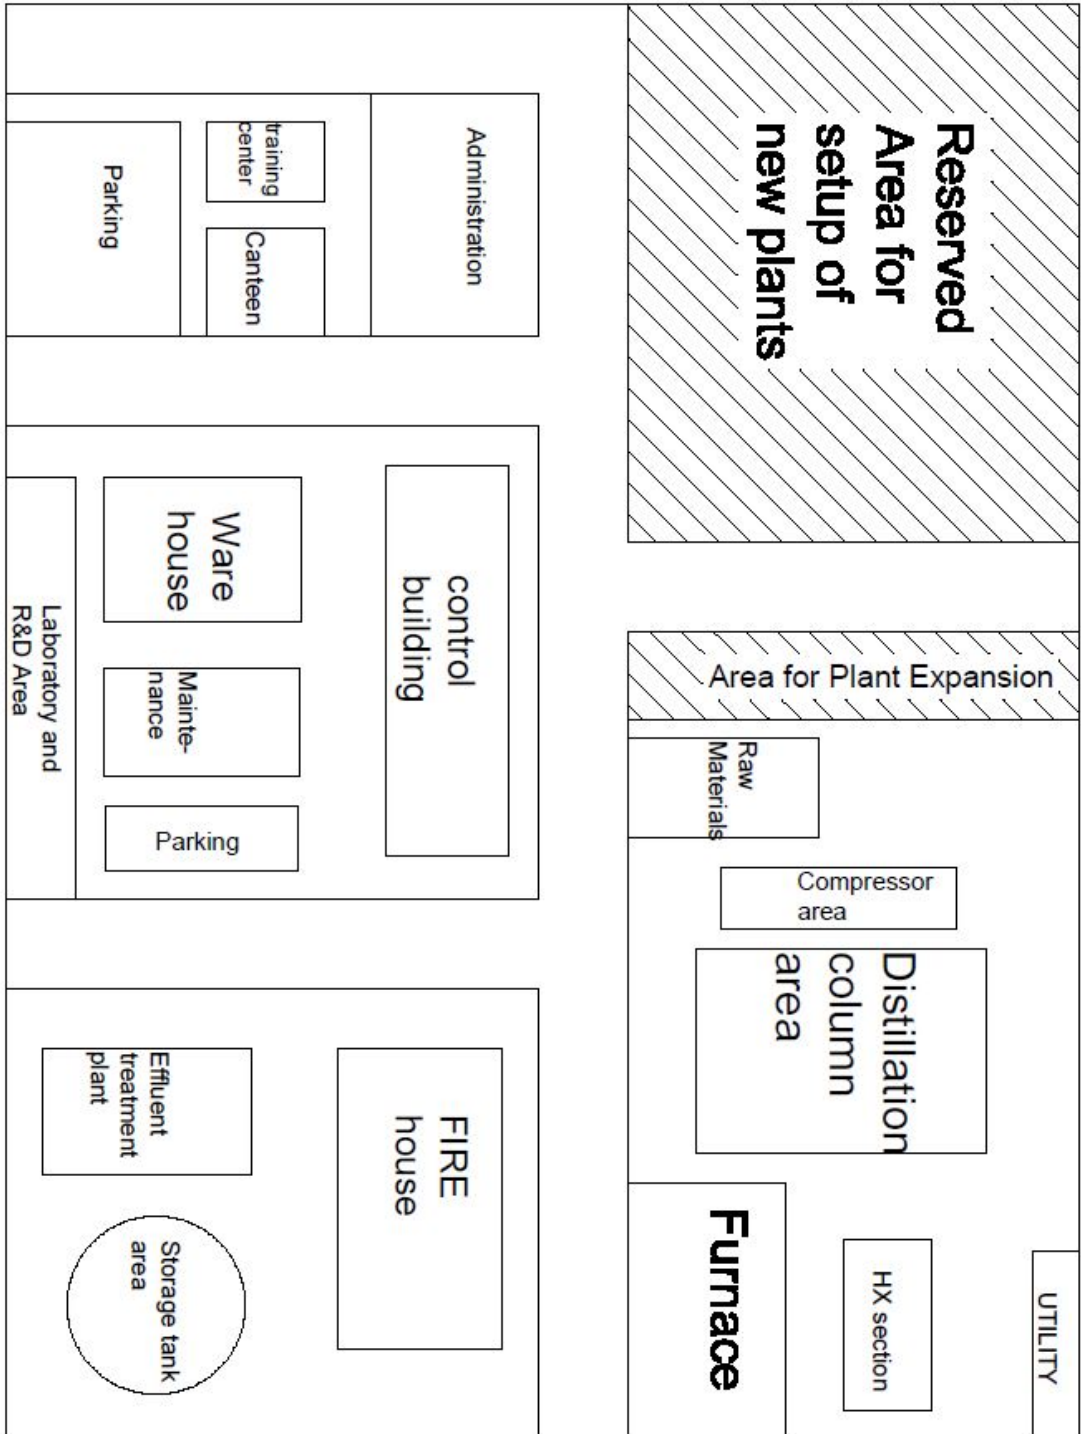 Reserved
Area for
setup of
new plants
Administration
training
center
Canteen
Parking
Area for Plant Expansion
control
building
Ware
house
Mainte-
nance
Parking
Laboratory and
R&D Area
Raw
Materials
Compressor
area
Distillation
column
area
UTILITY
HX section
Furnace
FIRE
house
Effluent
treatment
plant
Storage tank
area